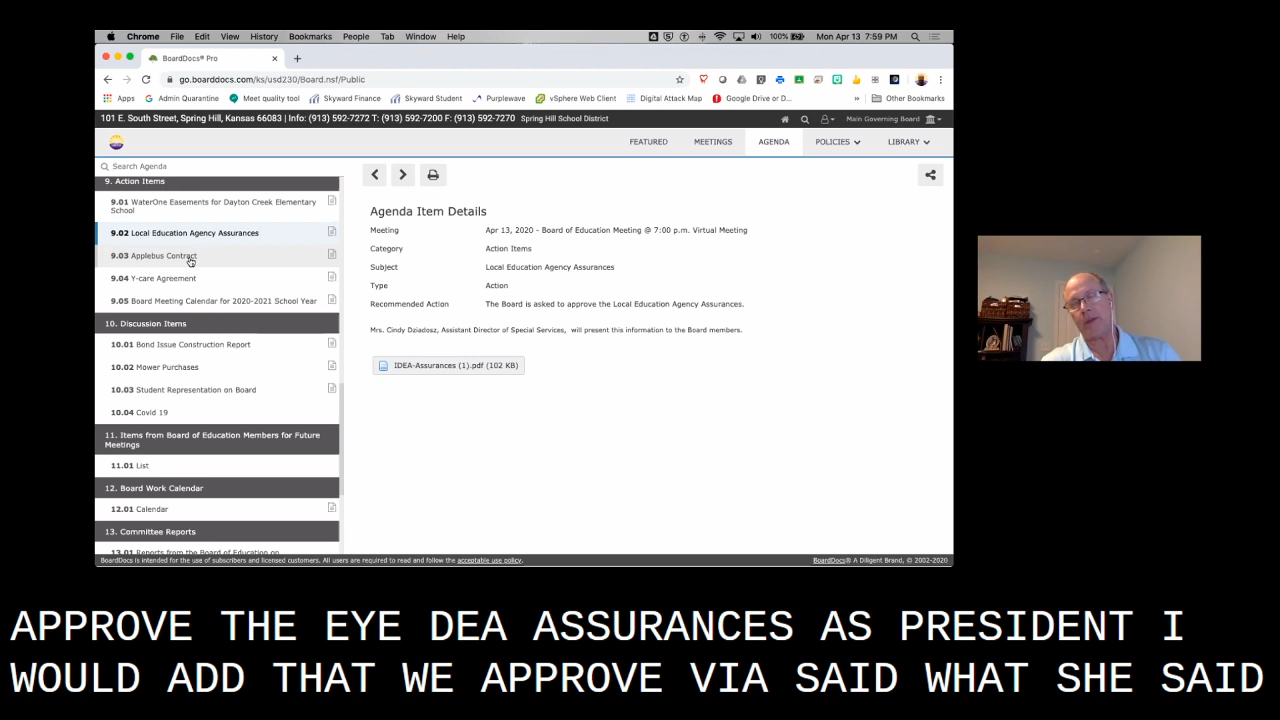 Chrome File Edit View History Bookmarks People Tab Window Help 100% Mon Apr 13 7:59 PM
BoardDocs® Pro
go.boarddocs.com/ks/usd230/Board.nsf/Public
Apps Admin Quarantine Meet quality tool Skyward Finance Skyward Student Purplewave vSphere Web Client Digital Attack Map Google Drive or D... » Other Bookmarks
101 E. South Street, Spring Hill, Kansas 66083 | Info: (913) 592-7272 T: (913) 592-7200 F: (913) 592-7270 Spring Hill School District Main Governing Board
FEATURED MEETINGS AGENDA POLICIES LIBRARY
Search Agenda
9. Action Items
9.01 WaterOne Easements for Dayton Creek Elementary
School
9.02 Local Education Agency Assurances
9.03 Applebus Contract
9.04 Y-care Agreement
9.05 Board Meeting Calendar for 2020-2021 School Year
10. Discussion Items
10.01 Bond Issue Construction Report
10.02 Mower Purchases
10.03 Student Representation on Board
10.04 Covid 19
11. Items from Board of Education Members for Future
Meetings
11.01 List
12. Board Work Calendar
12.01 Calendar
13. Committee Reports
13.01 Reports from the Board of Education on
Agenda Item Details
Meeting Apr 13, 2020 - Board of Education Meeting @ 7:00 p.m. Virtual Meeting
Category Action Items
Subject Local Education Agency Assurances
Type Action
Recommended Action The Board is asked to approve the Local Education Agency Assurances.
Mrs. Cindy Dziadosz, Assistant Director of Special Services, will present this information to the Board members.
IDEA-Assurances (1).pdf (102 KB)
BoardDocs is intended for the use of subscribers and licensed customers. All users are required to read and follow the acceptable use policy. BoardDocs® A Diligent Brand, © 2002-2020
APPROVE THE EYE DEA ASSURANCES AS PRESIDENT I
WOULD ADD THAT WE APPROVE VIA SAID WHAT SHE SAID